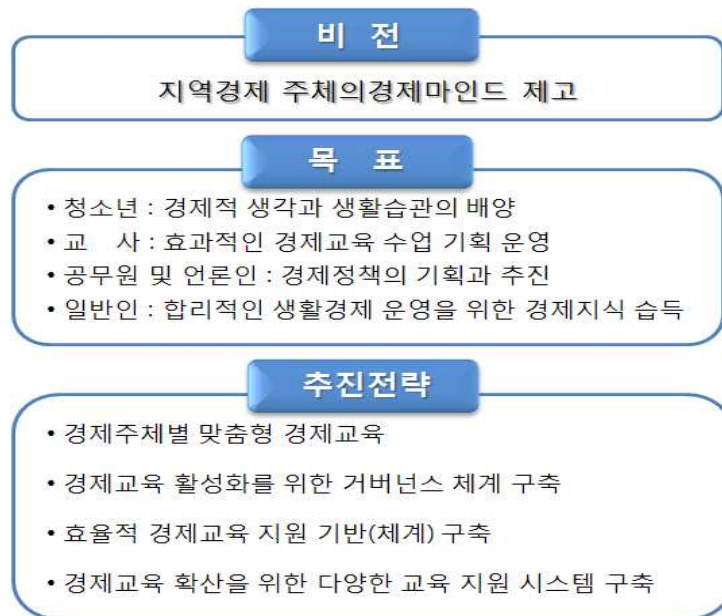 비 전
지역경제 주체의경제마인드 제고
목 표
• 청소년 : 경제적 생각과 생활습관의 배양
• 교 사 : 효과적인 경제교육 수업 기획 운영
• 공무원 및 언론인 : 경제정책의 기획과 추진
• 일반인 : 합리적인 생활경제 운영을 위한 경제지식 습득
추진전략
• 경제주체별 맞춤형 경제교육
• 경제교육 활성화를 위한 거버넌스 체계 구축
• 효율적 경제교육 지원 기반(체계) 구축
• 경제교육 확산을 위한 다양한 교육 지원 시스템 구축